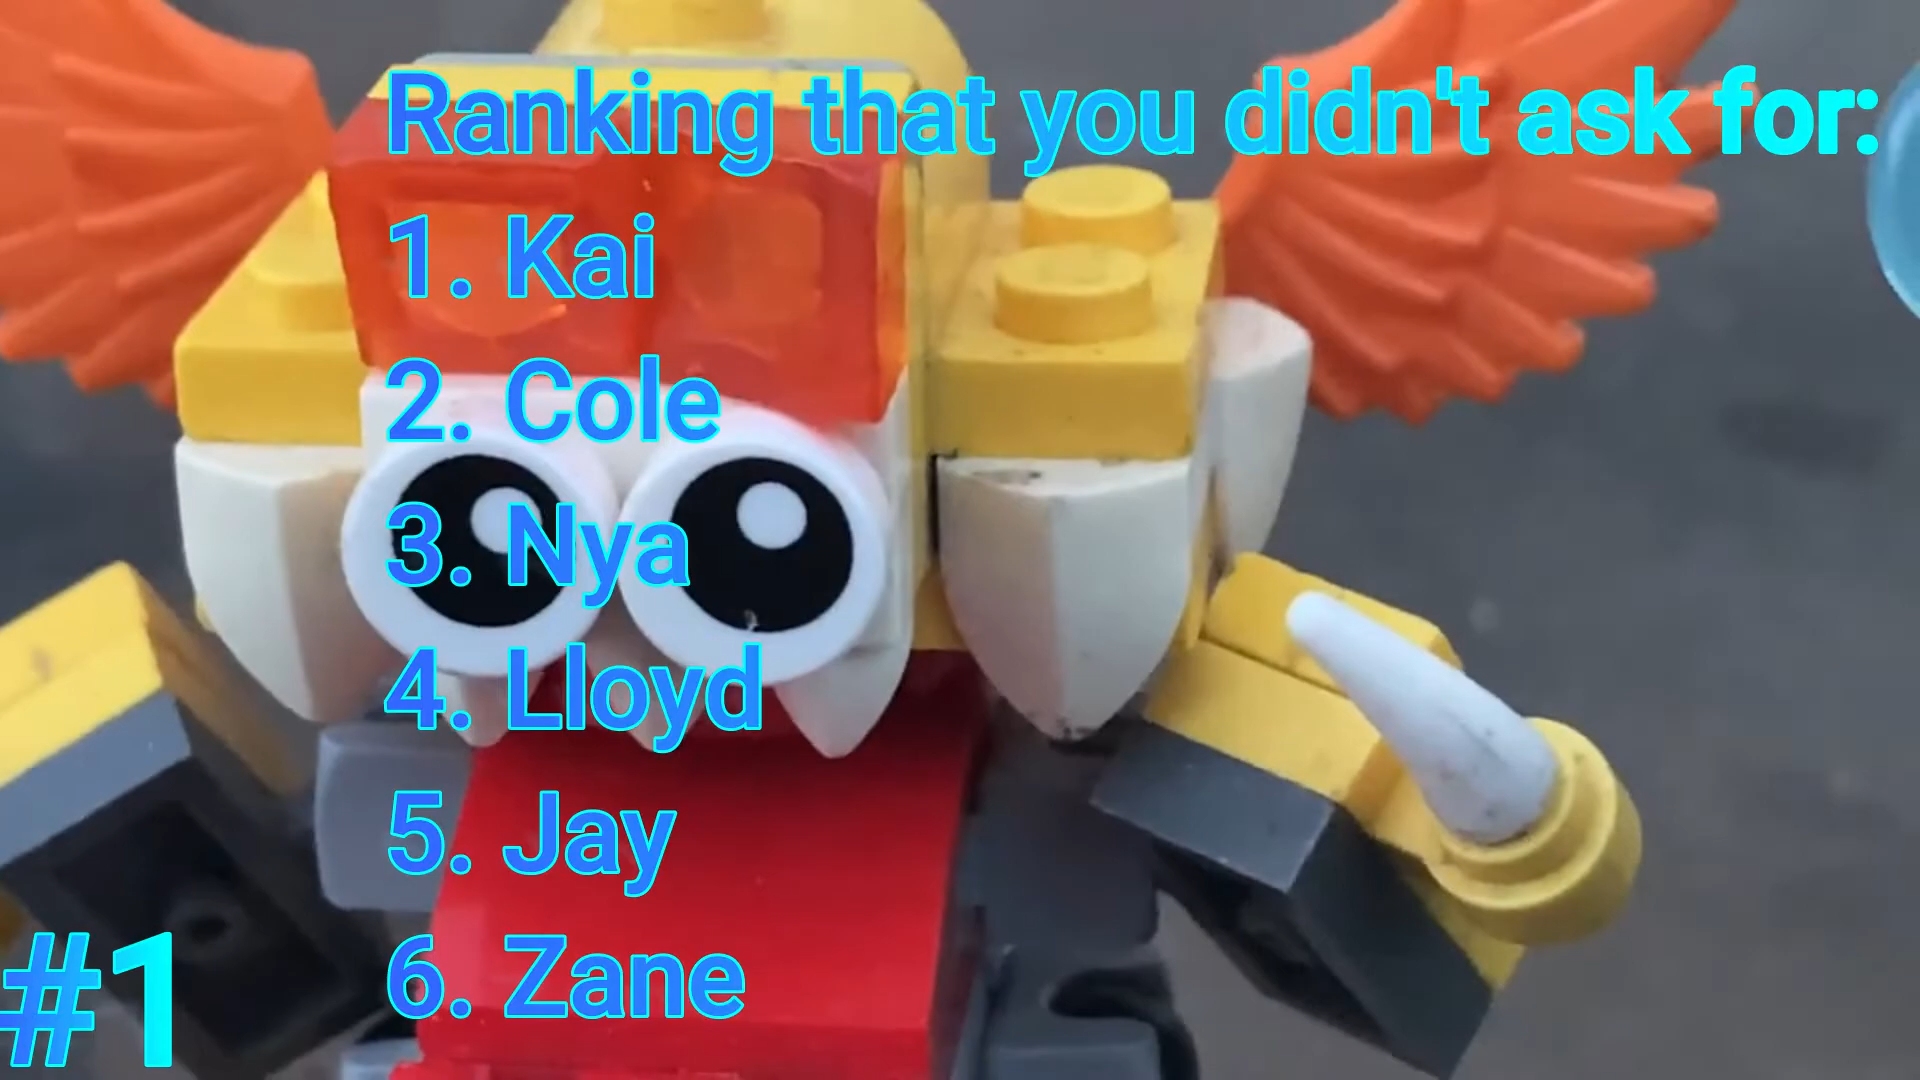 Ranking that you didn't ask for:
1. Kai
2. Cole
3. Nya
4. Lloyd
5. Jay
6. Zane
#1